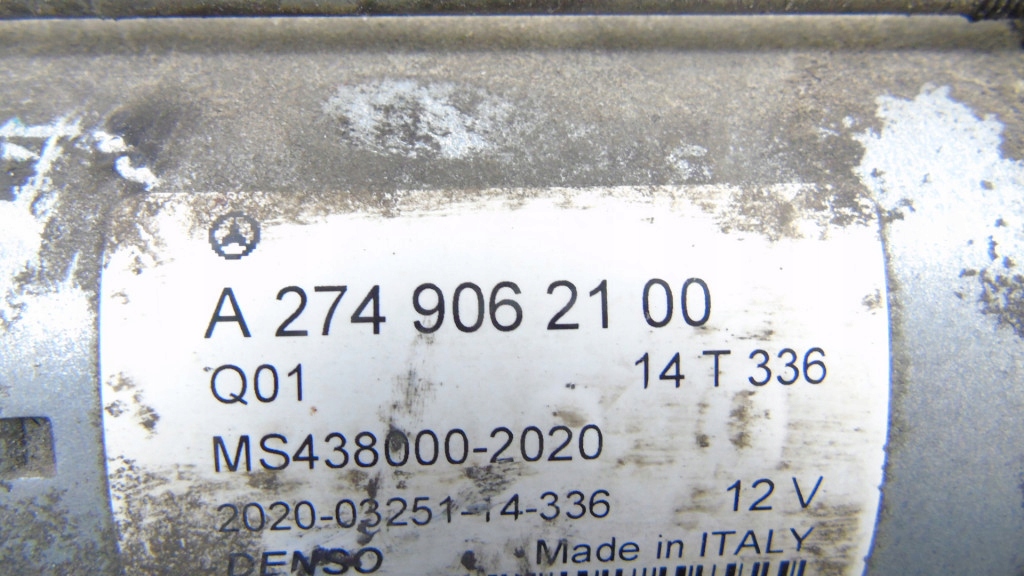 A 274 906 21 00
Q01 14 T 336
MS438000-2020
2020-03251-14-336 12 V
DENSO Made in ITALY